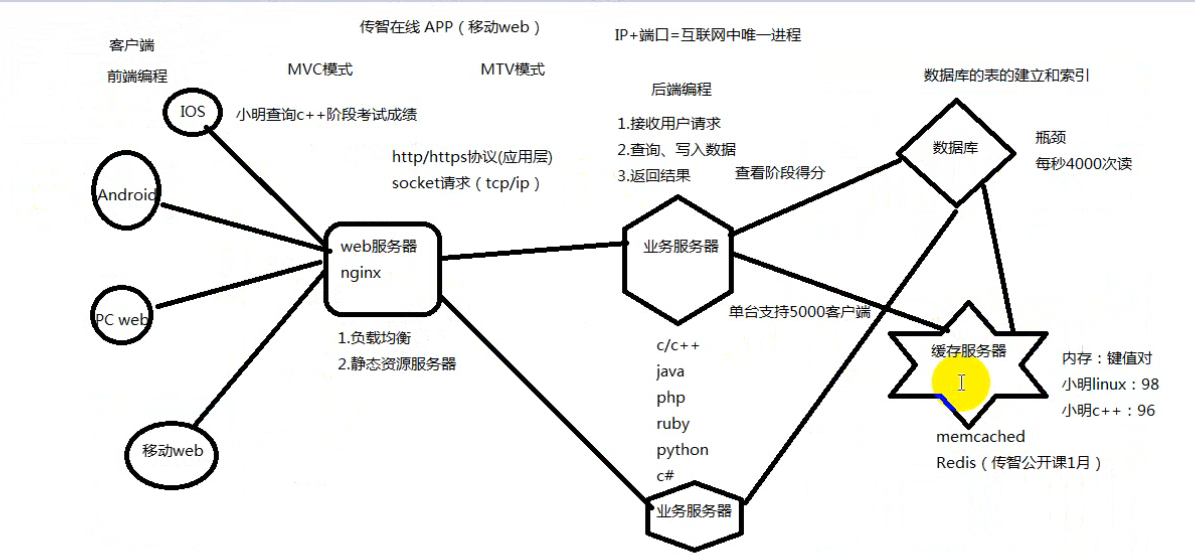 传智在线 APP（移动web）
IP+端口=互联网中唯一进程
客户端
前端编程
MVC模式
MTV模式
后端编程
数据库的表的建立和索引
IOS
小明查询c++阶段考试成绩
1.接收用户请求
2.查询、写入数据
3.返回结果
查看阶段得分
数据库
瓶颈
每秒4000次读
http/https协议(应用层)
socket请求（tcp/ip）
Android
web服务器
nginx
业务服务器
PC web
1.负载均衡
2.静态资源服务器
单台支持5000客户端
c/c++
java
php
ruby
python
c#
缓存服务器
内存：键值对
小明linux：98
小明c++：96
memcached
Redis（传智公开课1月）
移动web
业务服务器